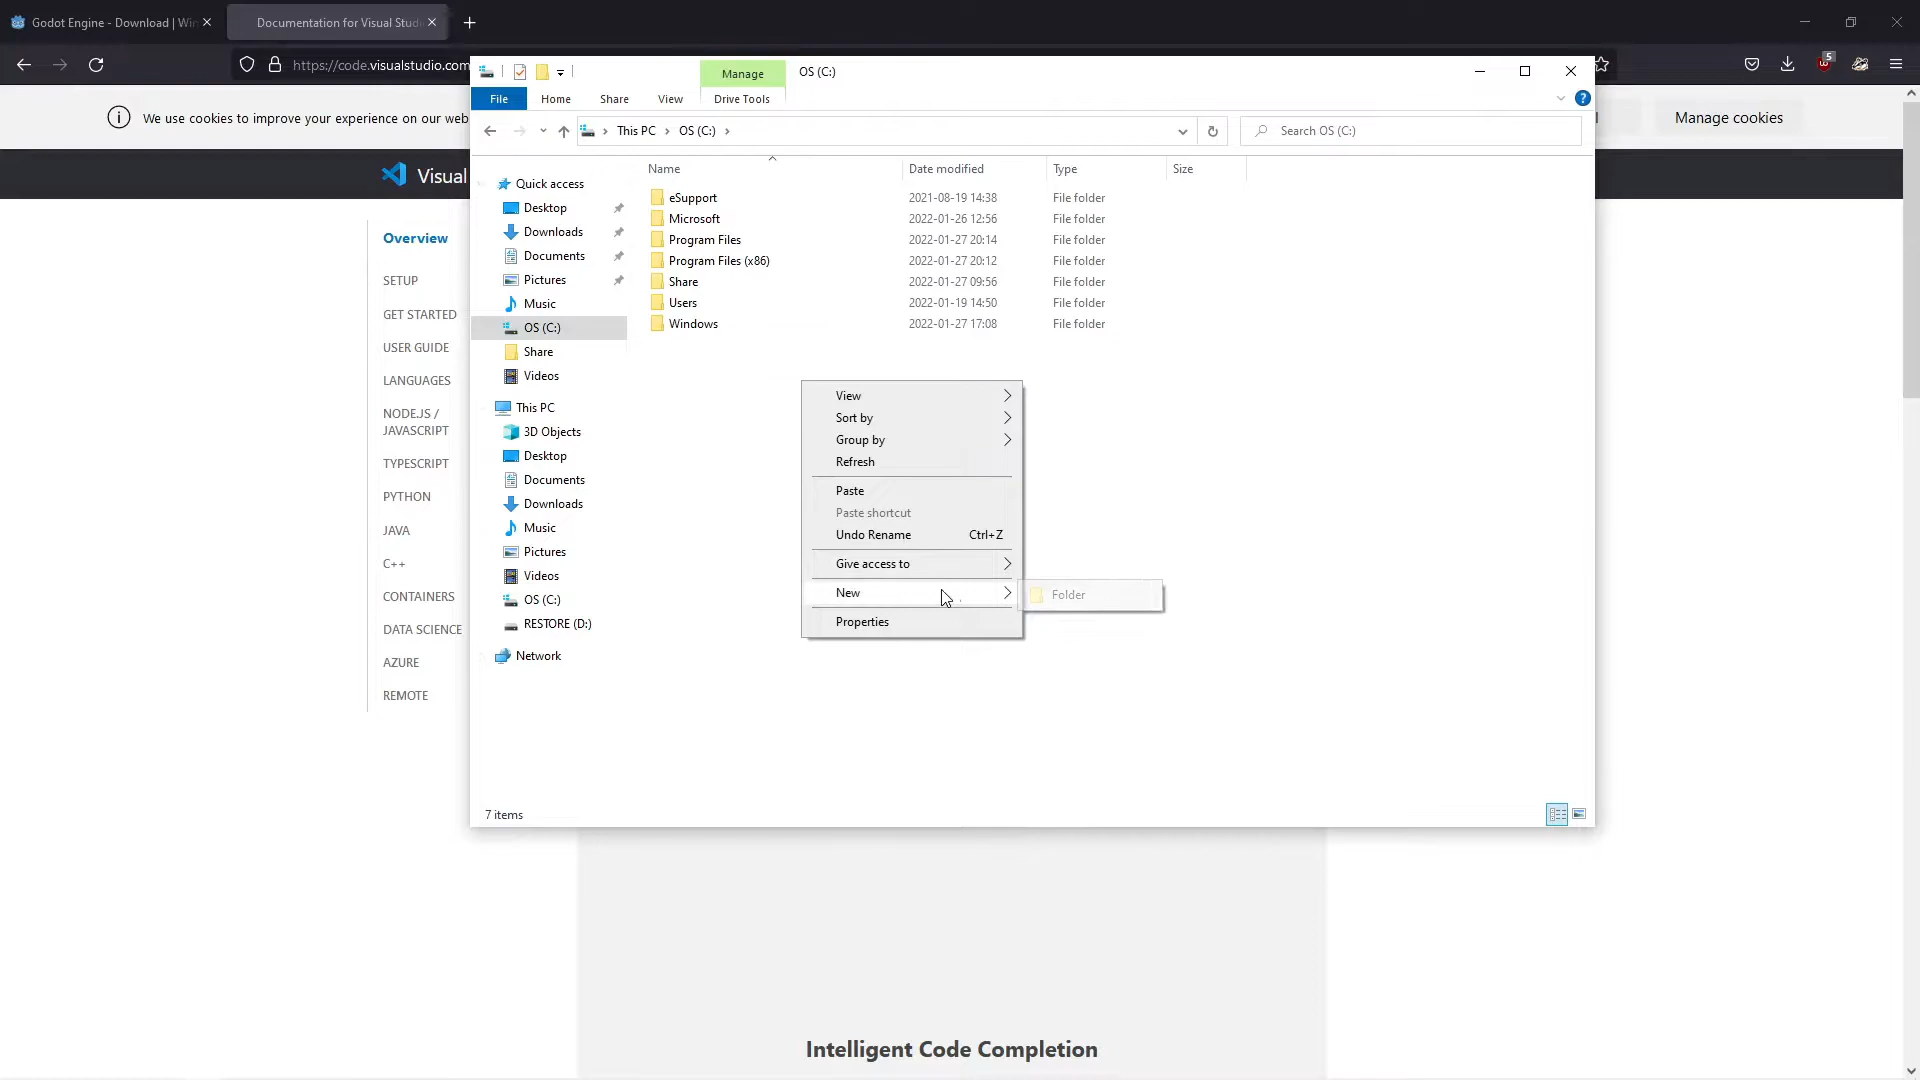 Godot Engine - Download | Win
Documentation for Visual Stud
https://code.visualstudio.com
5
We use cookies to improve your experience on our web
Manage cookies
Visual
Overview
SETUP
GET STARTED
USER GUIDE
LANGUAGES
NODE.JS /
JAVASCRIPT
TYPESCRIPT
PYTHON
JAVA
C++
CONTAINERS
DATA SCIENCE
AZURE
REMOTE
Manage
OS (C:)
File
Home
Share
View
Drive Tools
This PC
OS (C:)
Search OS (C:)
Quick access
Desktop
Downloads
Documents
Pictures
Music
OS (C:)
Share
Videos
This PC
3D Objects
Desktop
Documents
Downloads
Music
Pictures
Videos
OS (C:)
RESTORE (D:)
Network
Name Date modified Type Size
eSupport 2021-08-19 14:38 File folder
Microsoft 2022-01-26 12:56 File folder
Program Files 2022-01-27 20:14 File folder
Program Files (x86) 2022-01-27 20:12 File folder
Share 2022-01-27 09:56 File folder
Users 2022-01-19 14:50 File folder
Windows 2022-01-27 17:08 File folder
View
Sort by
Group by
Refresh
Paste
Paste shortcut
Undo Rename Ctrl+Z
Give access to
New
Folder
Properties
7 items
Intelligent Code Completion